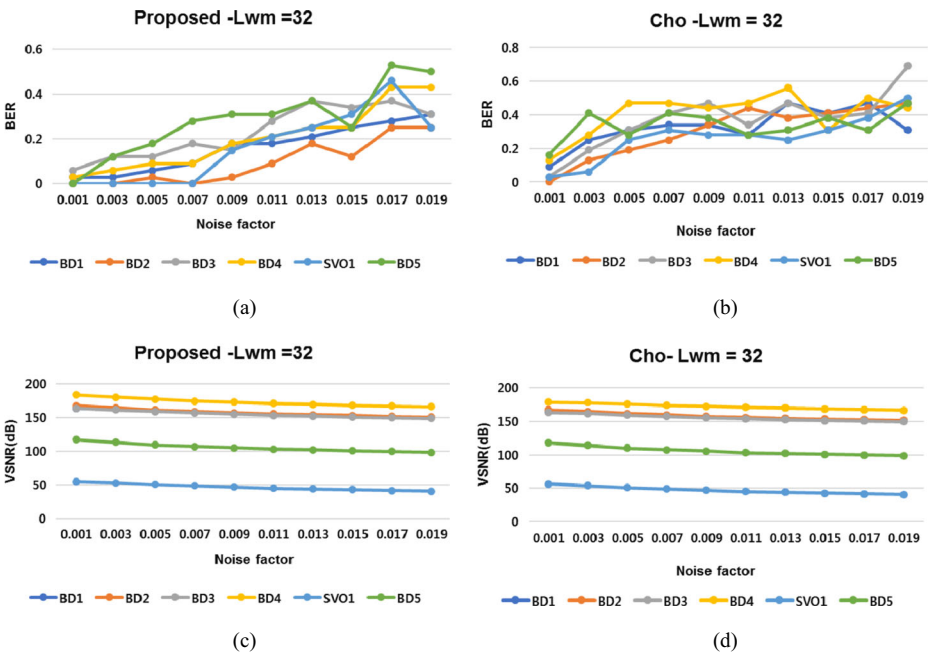 Proposed -Lwm =32
BER
0.6
0.4
0.2
0
0.001 0.003 0.005 0.007 0.009 0.011 0.013 0.015 0.017 0.019
Noise factor
BD1 BD2 BD3 BD4 SVO1 BD5
(a)
Cho -Lwm = 32
BER
0.8
0.6
0.4
0.2
0
0.001 0.003 0.005 0.007 0.009 0.011 0.013 0.015 0.017 0.019
Noise factor
BD1 BD2 BD3 BD4 SVO1 BD5
(b)
Proposed -Lwm =32
VSNR(dB)
200
150
100
50
0
0.001 0.003 0.005 0.007 0.009 0.011 0.013 0.015 0.017 0.019
Noise factor
BD1 BD2 BD3 BD4 SVO1 BD5
(c)
Cho- Lwm = 32
VSNR(dB)
200
150
100
50
0
0.001 0.003 0.005 0.007 0.009 0.011 0.013 0.015 0.017 0.019
Noise factor
BD1 BD2 BD3 BD4 SVO1 BD5
(d)